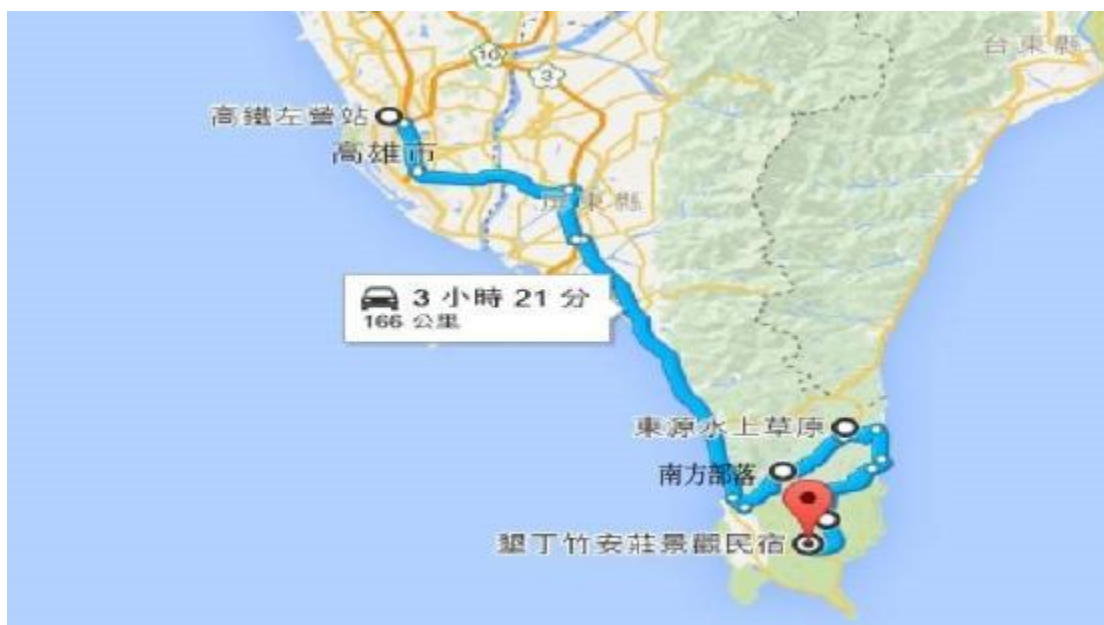 台東縣
10
3
高鐵左營站
高雄市
屏東縣
3 小時 21 分
166 公里
東源水上草原
南方部落
墾丁竹安莊景觀民宿